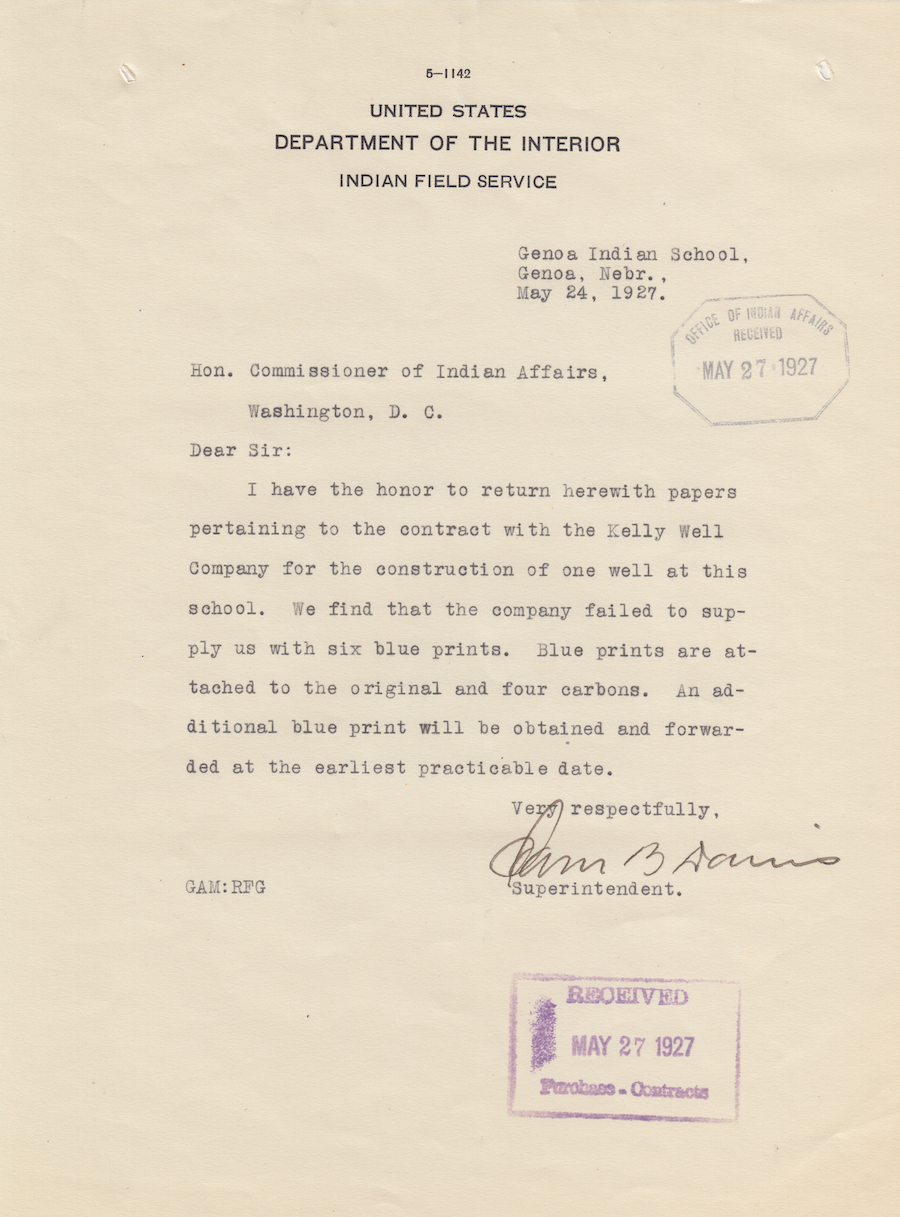 5—1142
UNITED STATES
DEPARTMENT OF THE INTERIOR
INDIAN FIELD SERVICE
Genoa Indian School,
Genoa, Nebr.,
May 24, 1927.
OFFICE OF INDIAN AFFAIRS
RECEIVED
MAY 27 1927
Hon. Commissioner of Indian Affairs,
Washington, D. C.
Dear Sir:
I have the honor to return herewith papers
pertaining to the contract with the Kelly Well
Company for the construction of one well at this
school. We find that the company failed to sup-
ply us with six blue prints. Blue prints are at-
tached to the original and four carbons. An ad-
ditional blue print will be obtained and forwar-
ded at the earliest practicable date.
Very respectfully,
Sam B Davis
Superintendent.
GAM:RFG
RECEIVED
MAY 27 1927
Purchase - Contracts